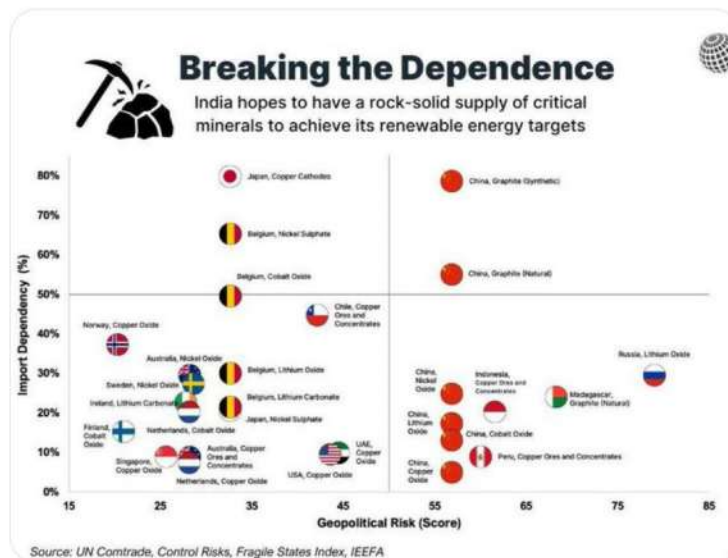 Breaking the Dependence
India hopes to have a rock-solid supply of critical
minerals to achieve its renewable energy targets
Import Dependency (%)
80%
70%
60%
50%
40%
30%
20%
10%
0%
Japan, Copper Cathodes
China, Graphite (Synthetic)
Belgium, Nickel Sulphate
Belgium, Cobalt Oxide
China, Graphite (Natural)
Chile, Copper
Ores and
Concentrates
Norway, Copper Oxide
Australia, Nickel Oxide
Sweden, Nickel Oxide
Belgium, Lithium Oxide
Russia, Lithium Oxide
China,
Nickel
Oxide
Indonesia,
Copper Ores and
Concentrates
Madagascar,
Graphite (Natural)
Ireland, Lithium Carbonate
Belgium, Lithium Carbonate
Japan, Nickel Sulphate
Netherlands, Cobalt Oxide
China,
Lithium
Oxide
China, Cobalt Oxide
Finland,
Cobalt
Oxide
Singapore,
Copper Oxide
Australia, Copper
Ores and
Concentrates
Netherlands, Copper Oxide
USA, Copper Oxide
UAE,
Copper
Oxide
China,
Copper
Oxide
Peru, Copper Ores and Concentrates
15
25
35
45
55
65
75
85
Geopolitical Risk (Score)
Source: UN Comtrade, Control Risks, Fragile States Index, IEEFA